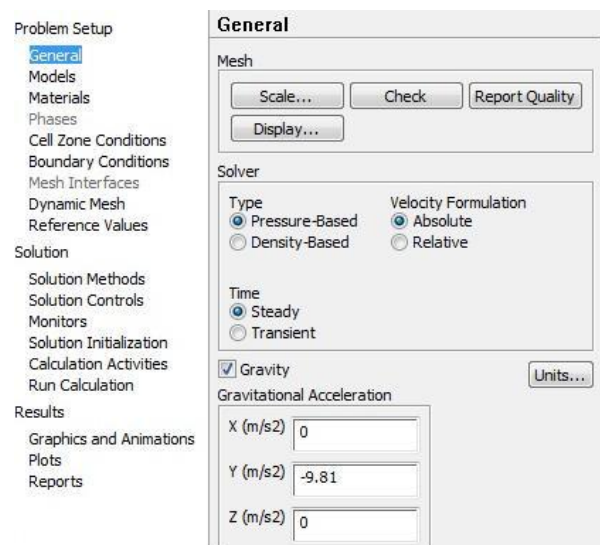 Problem Setup
General
Models
Materials
Phases
Cell Zone Conditions
Boundary Conditions
Mesh Interfaces
Dynamic Mesh
Reference Values
Solution
Solution Methods
Solution Controls
Monitors
Solution Initialization
Calculation Activities
Run Calculation
Results
Graphics and Animations
Plots
Reports
General
Mesh
Scale... Check Report Quality
Display...
Solver
Type Velocity Formulation
Pressure-Based Absolute
Density-Based Relative
Time
Steady
Transient
Gravity Units...
Gravitational Acceleration
X (m/s2) 0
Y (m/s2) -9.81
Z (m/s2) 0